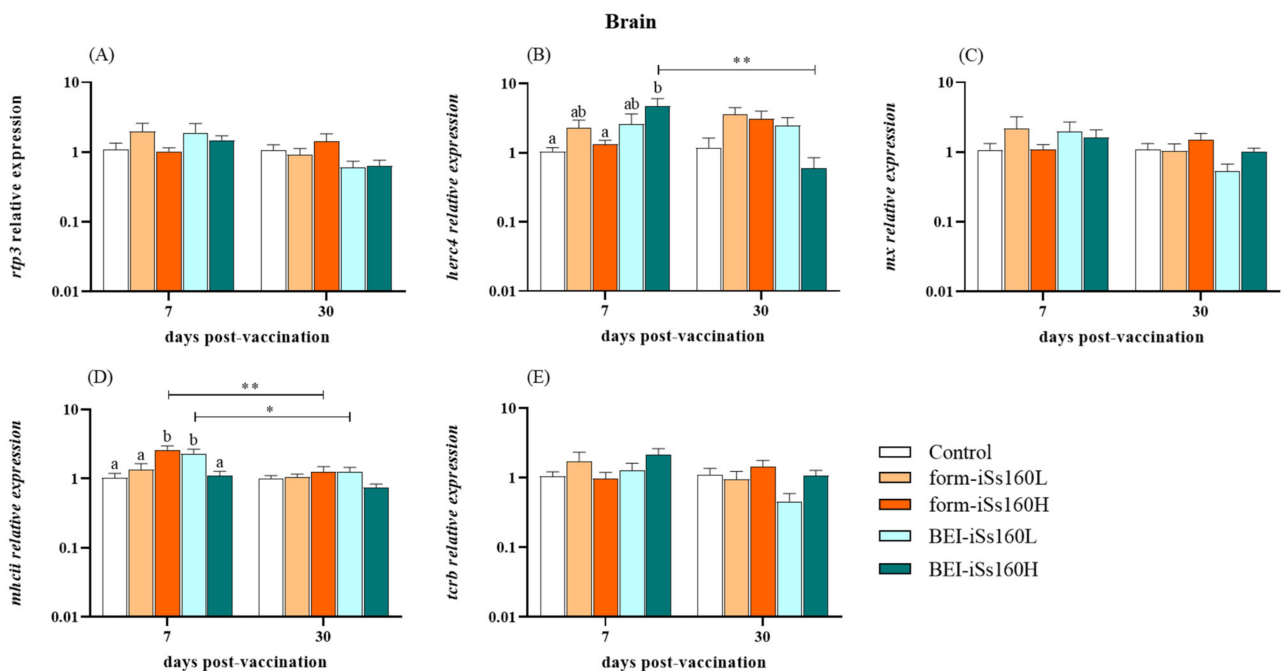 Brain
(A)
rtp3 relative expression
10
1
0.1
0.01
7
30
days post-vaccination
(B)
**
herc4 relative expression
10
1
0.1
0.01
a
ab
a
ab
b
7
30
days post-vaccination
(C)
mx relative expression
10
1
0.1
0.01
7
30
days post-vaccination
(D)
**
*
mhcii relative expression
10
1
0.1
0.01
a
a
b
b
a
7
30
days post-vaccination
(E)
tcrb relative expression
10
1
0.1
0.01
7
30
days post-vaccination
Control
form-iSs160L
form-iSs160H
BEI-iSs160L
BEI-iSs160H